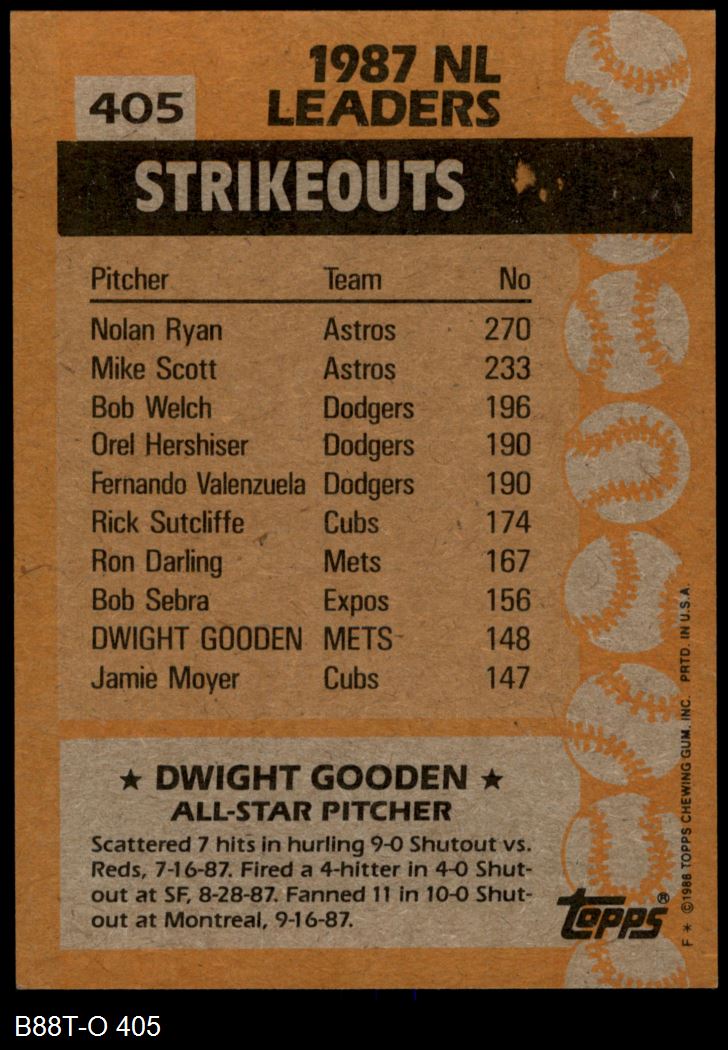 1987 NL
LEADERS
405
STRIKEOUTS
Pitcher Team No
Nolan Ryan Astros 270
Mike Scott Astros 233
Bob Welch Dodgers 196
Orel Hershiser Dodgers 190
Fernando Valenzuela Dodgers 190
Rick Sutcliffe Cubs 174
Ron Darling Mets 167
Bob Sebra Expos 156
DWIGHT GOODEN METS 148
Jamie Moyer Cubs 147
★ DWIGHT GOODEN ★
ALL-STAR PITCHER
Scattered 7 hits in hurling 9-0 Shutout vs.
Reds, 7-16-87. Fired a 4-hitter in 4-0 Shut-
out at SF, 8-28-87. Fanned 11 in 10-0 Shut-
out at Montreal, 9-16-87.
topps®
F * ©1988 TOPPS CHEWING GUM, INC. PRTD. IN U.S.A.
B88T-O 405